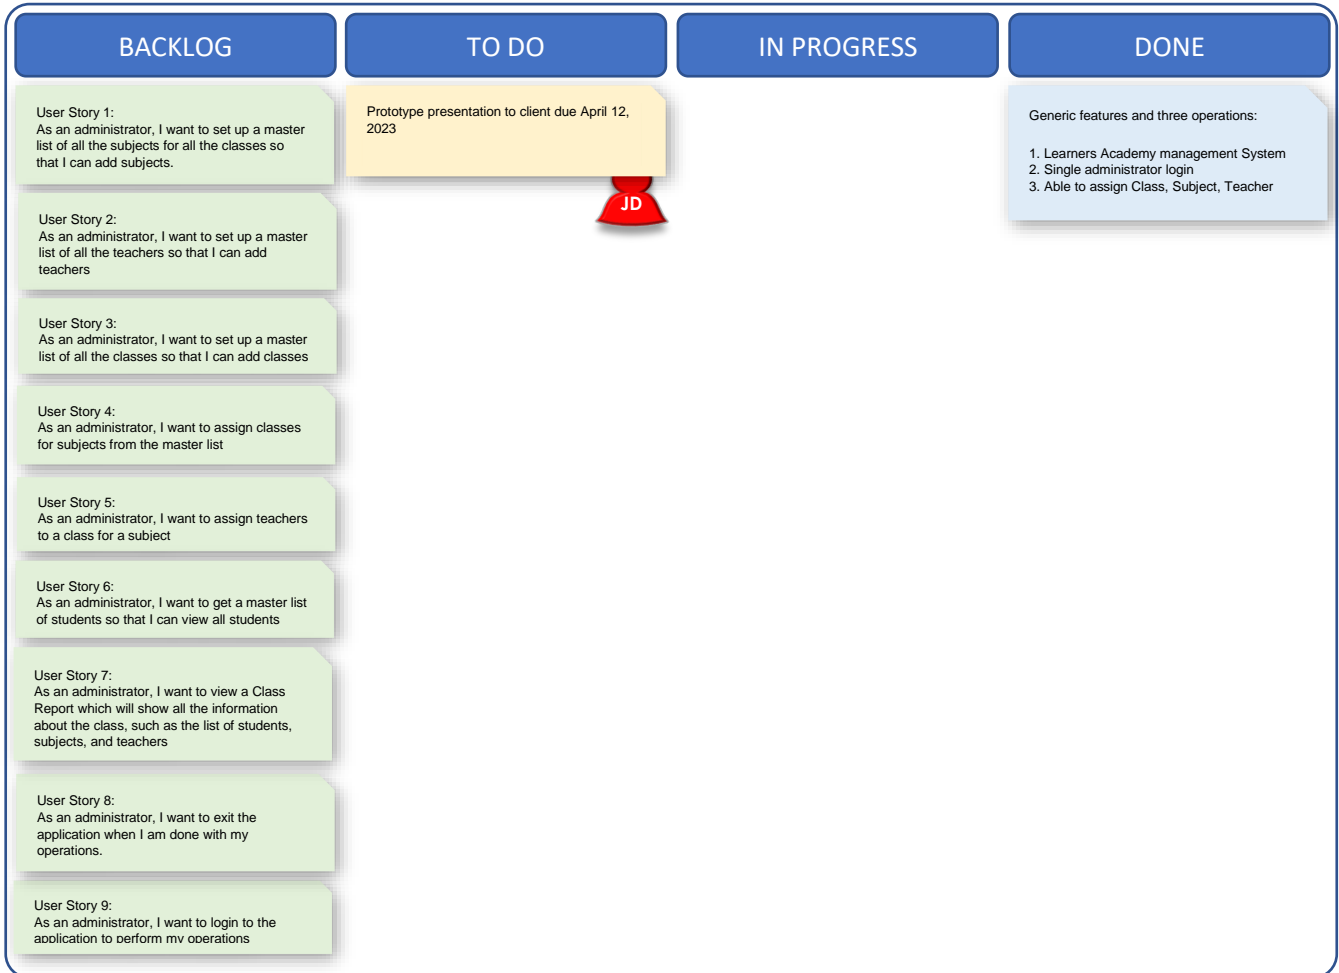 BACKLOG
TO DO
IN PROGRESS
DONE
User Story 1:
As an administrator, I want to set up a master
list of all the subjects for all the classes so
that I can add subjects.
User Story 2:
As an administrator, I want to set up a master
list of all the teachers so that I can add
teachers
User Story 3:
As an administrator, I want to set up a master
list of all the classes so that I can add classes
User Story 4:
As an administrator, I want to assign classes
for subjects from the master list
User Story 5:
As an administrator, I want to assign teachers
to a class for a subject
User Story 6:
As an administrator, I want to get a master list
of students so that I can view all students
User Story 7:
As an administrator, I want to view a Class
Report which will show all the information
about the class, such as the list of students,
subjects, and teachers
User Story 8:
As an administrator, I want to exit the
application when I am done with my
operations.
User Story 9:
As an administrator, I want to login to the
application to perform my operations
Prototype presentation to client due April 12,
2023
JD
Generic features and three operations:
1. Learners Academy management System
2. Single administrator login
3. Able to assign Class, Subject, Teacher